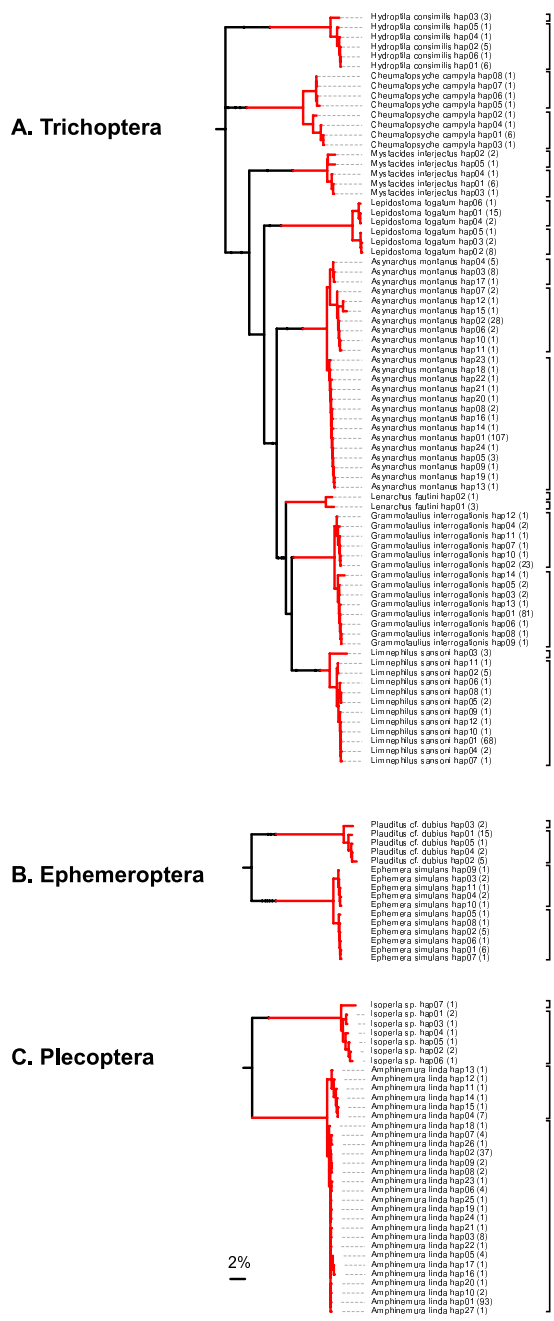 Hydroptila consimilis hap03 (3)
Hydroptila consimilis hap05 (1)
Hydroptila consimilis hap04 (1)
Hydroptila consimilis hap02 (5)
Hydroptila consimilis hap06 (1)
Hydroptila consimilis hap01 (6)
Cheumatopsyche campyla hap08 (1)
Cheumatopsyche campyla hap07 (1)
Cheumatopsyche campyla hap06 (1)
Cheumatopsyche campyla hap05 (1)
Cheumatopsyche campyla hap02 (1)
A. Trichoptera
Cheumatopsyche campyla hap04 (1)
Cheumatopsyche campyla hap01 (6)
Cheumatopsyche campyla hap03 (1)
Mystacides interjectus hap02 (2)
Mystacides interjectus hap05 (1)
Mystacides interjectus hap04 (1)
Mystacides interjectus hap01 (6)
Mystacides interjectus hap03 (1)
Lepidostoma togatum hap06 (1)
Lepidostoma togatum hap01 (15)
Lepidostoma togatum hap04 (2)
Lepidostoma togatum hap05 (1)
Lepidostoma togatum hap03 (2)
Lepidostoma togatum hap02 (8)
Asynarchus montanus hap04 (5)
Asynarchus montanus hap03 (8)
Asynarchus montanus hap17 (1)
Asynarchus montanus hap07 (2)
Asynarchus montanus hap12 (1)
Asynarchus montanus hap15 (1)
Asynarchus montanus hap02 (28)
Asynarchus montanus hap06 (2)
Asynarchus montanus hap10 (1)
Asynarchus montanus hap11 (1)
Asynarchus montanus hap23 (1)
Asynarchus montanus hap18 (1)
Asynarchus montanus hap22 (1)
Asynarchus montanus hap21 (1)
Asynarchus montanus hap20 (1)
Asynarchus montanus hap08 (2)
Asynarchus montanus hap16 (1)
Asynarchus montanus hap14 (1)
Asynarchus montanus hap01 (107)
Asynarchus montanus hap24 (1)
Asynarchus montanus hap05 (3)
Asynarchus montanus hap09 (1)
Asynarchus montanus hap19 (1)
Asynarchus montanus hap13 (1)
Lenarchus fautini hap02 (1)
Lenarchus fautini hap01 (3)
Grammotaulius interrogationis hap12 (1)
Grammotaulius interrogationis hap04 (2)
Grammotaulius interrogationis hap11 (1)
Grammotaulius interrogationis hap07 (1)
Grammotaulius interrogationis hap10 (1)
Grammotaulius interrogationis hap02 (23)
Grammotaulius interrogationis hap14 (1)
Grammotaulius interrogationis hap05 (2)
Grammotaulius interrogationis hap03 (2)
Grammotaulius interrogationis hap13 (1)
Grammotaulius interrogationis hap01 (81)
Grammotaulius interrogationis hap06 (1)
Grammotaulius interrogationis hap08 (1)
Grammotaulius interrogationis hap09 (1)
Limnephilus sansoni hap03 (3)
Limnephilus sansoni hap11 (1)
Limnephilus sansoni hap02 (5)
Limnephilus sansoni hap06 (1)
Limnephilus sansoni hap08 (1)
Limnephilus sansoni hap05 (2)
Limnephilus sansoni hap09 (1)
Limnephilus sansoni hap12 (1)
Limnephilus sansoni hap10 (1)
Limnephilus sansoni hap01 (68)
Limnephilus sansoni hap04 (2)
Limnephilus sansoni hap07 (1)
Plauditus cf. dubius hap03 (2)
Plauditus cf. dubius hap01 (15)
Plauditus cf. dubius hap05 (1)
Plauditus cf. dubius hap04 (2)
Plauditus cf. dubius hap02 (5)
B. Ephemeroptera
Ephemera simulans hap09 (1)
Ephemera simulans hap03 (2)
Ephemera simulans hap11 (1)
Ephemera simulans hap04 (2)
Ephemera simulans hap10 (1)
Ephemera simulans hap05 (1)
Ephemera simulans hap08 (1)
Ephemera simulans hap02 (5)
Ephemera simulans hap06 (1)
Ephemera simulans hap01 (6)
Ephemera simulans hap07 (1)
Isoperla sp. hap07 (1)
Isoperla sp. hap01 (2)
Isoperla sp. hap03 (1)
Isoperla sp. hap04 (1)
Isoperla sp. hap05 (1)
Isoperla sp. hap02 (2)
Isoperla sp. hap06 (1)
C. Plecoptera
Amphinemura linda hap13 (1)
Amphinemura linda hap12 (1)
Amphinemura linda hap11 (1)
Amphinemura linda hap14 (1)
Amphinemura linda hap15 (1)
Amphinemura linda hap04 (7)
Amphinemura linda hap18 (1)
Amphinemura linda hap07 (4)
Amphinemura linda hap26 (1)
Amphinemura linda hap02 (37)
Amphinemura linda hap09 (2)
Amphinemura linda hap08 (2)
Amphinemura linda hap23 (1)
Amphinemura linda hap06 (4)
Amphinemura linda hap25 (1)
Amphinemura linda hap19 (1)
Amphinemura linda hap24 (1)
Amphinemura linda hap21 (1)
Amphinemura linda hap03 (8)
Amphinemura linda hap22 (1)
Amphinemura linda hap05 (4)
Amphinemura linda hap17 (1)
Amphinemura linda hap16 (1)
Amphinemura linda hap20 (1)
Amphinemura linda hap10 (2)
Amphinemura linda hap01 (93)
Amphinemura linda hap27 (1)
2%